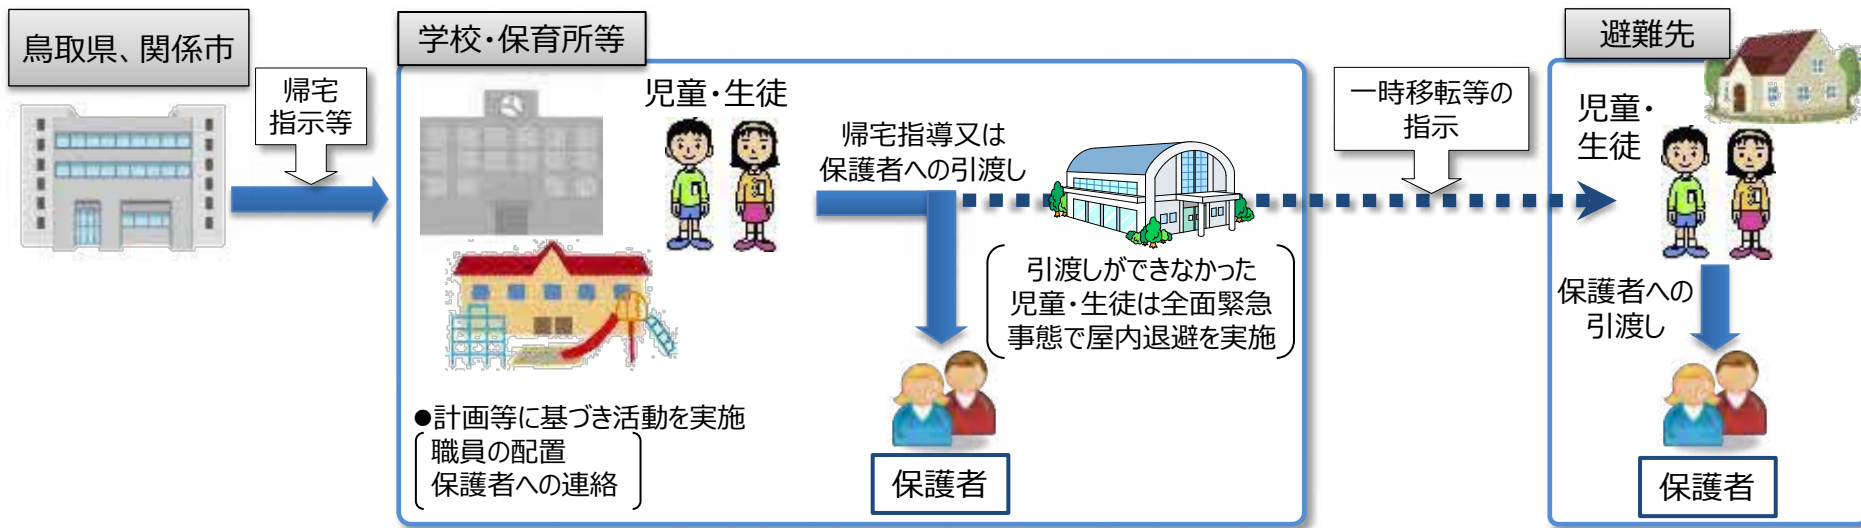 鳥取県、関係市
帰宅
指示等
学校・保育所等
児童・生徒
帰宅指導又は
保護者への引渡し
引渡しができなかった
児童・生徒は全面緊急
事態で屋内退避を実施
●計画等に基づき活動を実施
職員の配置
保護者への連絡
保護者
一時移転等の
指示
避難先
児童・
生徒
保護者への
引渡し
保護者